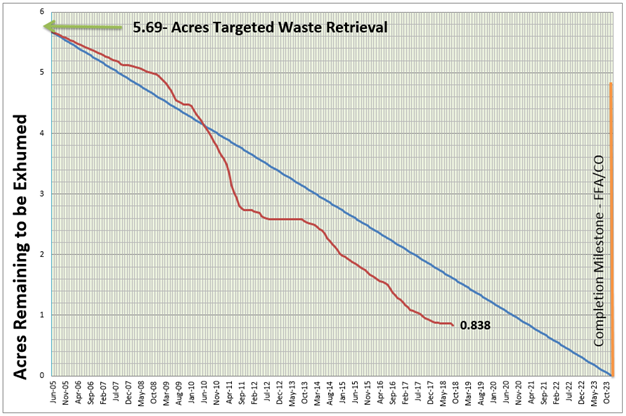 5.69- Acres Targeted Waste Retrieval
Acres Remaining to be Exhumed
6
5
4
3
2
1
0
0.838
Completion Milestone - FFA/CO
Jun-05
Nov-05
Apr-06
Sep-06
Feb-07
Jul-07
Dec-07
May-08
Oct-08
Mar-09
Aug-09
Jan-10
Jun-10
Nov-10
Apr-11
Sep-11
Feb-12
Jul-12
Dec-12
May-13
Oct-13
Mar-14
Aug-14
Jan-15
Jun-15
Nov-15
Apr-16
Sep-16
Feb-17
Jul-17
Dec-17
May-18
Oct-18
Mar-19
Aug-19
Jan-20
Jun-20
Nov-20
Apr-21
Sep-21
Feb-22
Jul-22
Dec-22
May-23
Oct-23